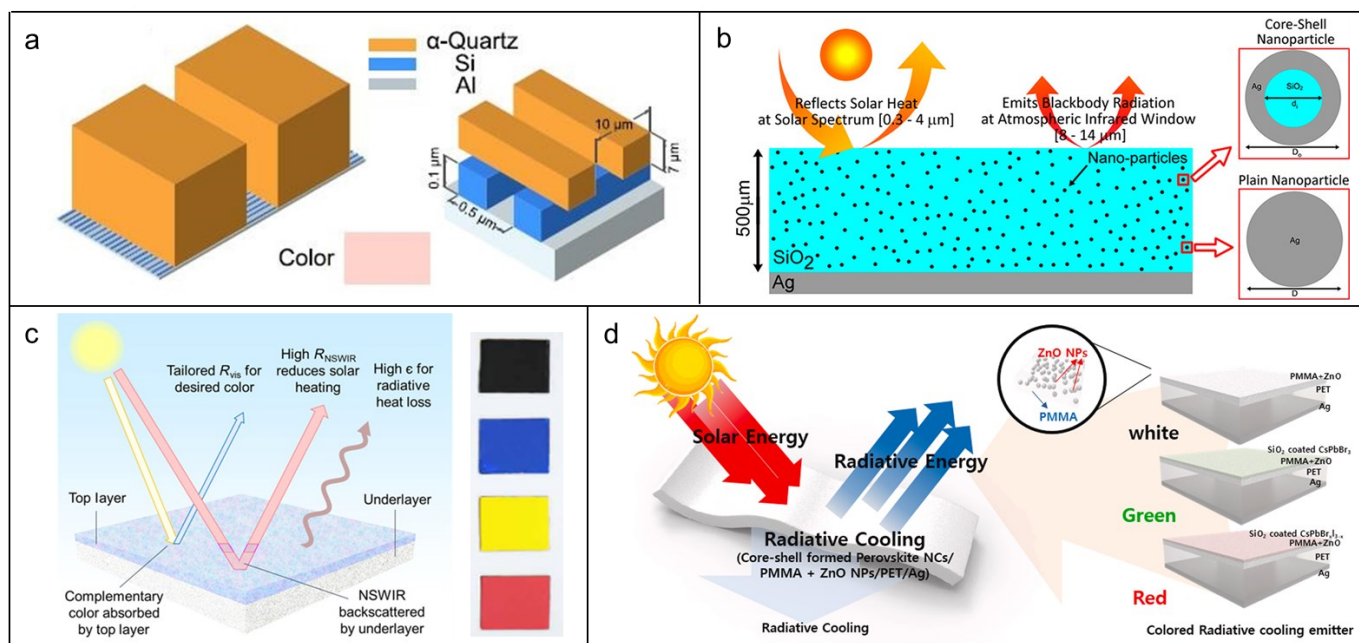 a
α-Quartz
Si
Al
10 μm
7 μm
0.1 μm
0.5 μm
Color
b
Reflects Solar Heat
at Solar Spectrum [0.3 - 4 μm]
Emits Blackbody Radiation
at Atmospheric Infrared Window
[8 - 14 μm]
Nano-particles
500μm
SiO2
Ag
Core-Shell
Nanoparticle
Ag
SiO2
di
Do
Plain Nanoparticle
Ag
D
c
Tailored Rvis for
desired color
High RNSWIR
reduces solar
heating
High ϵ for
radiative
heat loss
Top layer
Underlayer
Complementary
color absorbed
by top layer
NSWIR
backscattered
by underlayer
d
Solar Energy
Radiative Energy
Radiative Cooling
(Core-shell formed Perovskite NCs/
PMMA + ZnO NPs/PET/Ag)
Radiative Cooling
ZnO NPs
PMMA
white
PMMA+ZnO
PET
Ag
Green
SiO2 coated CsPbBr3
PMMA+ZnO
PET
Ag
Red
SiO2 coated CsPbBrxI3-x
PMMA+ZnO
PET
Ag
Colored Radiative cooling emitter